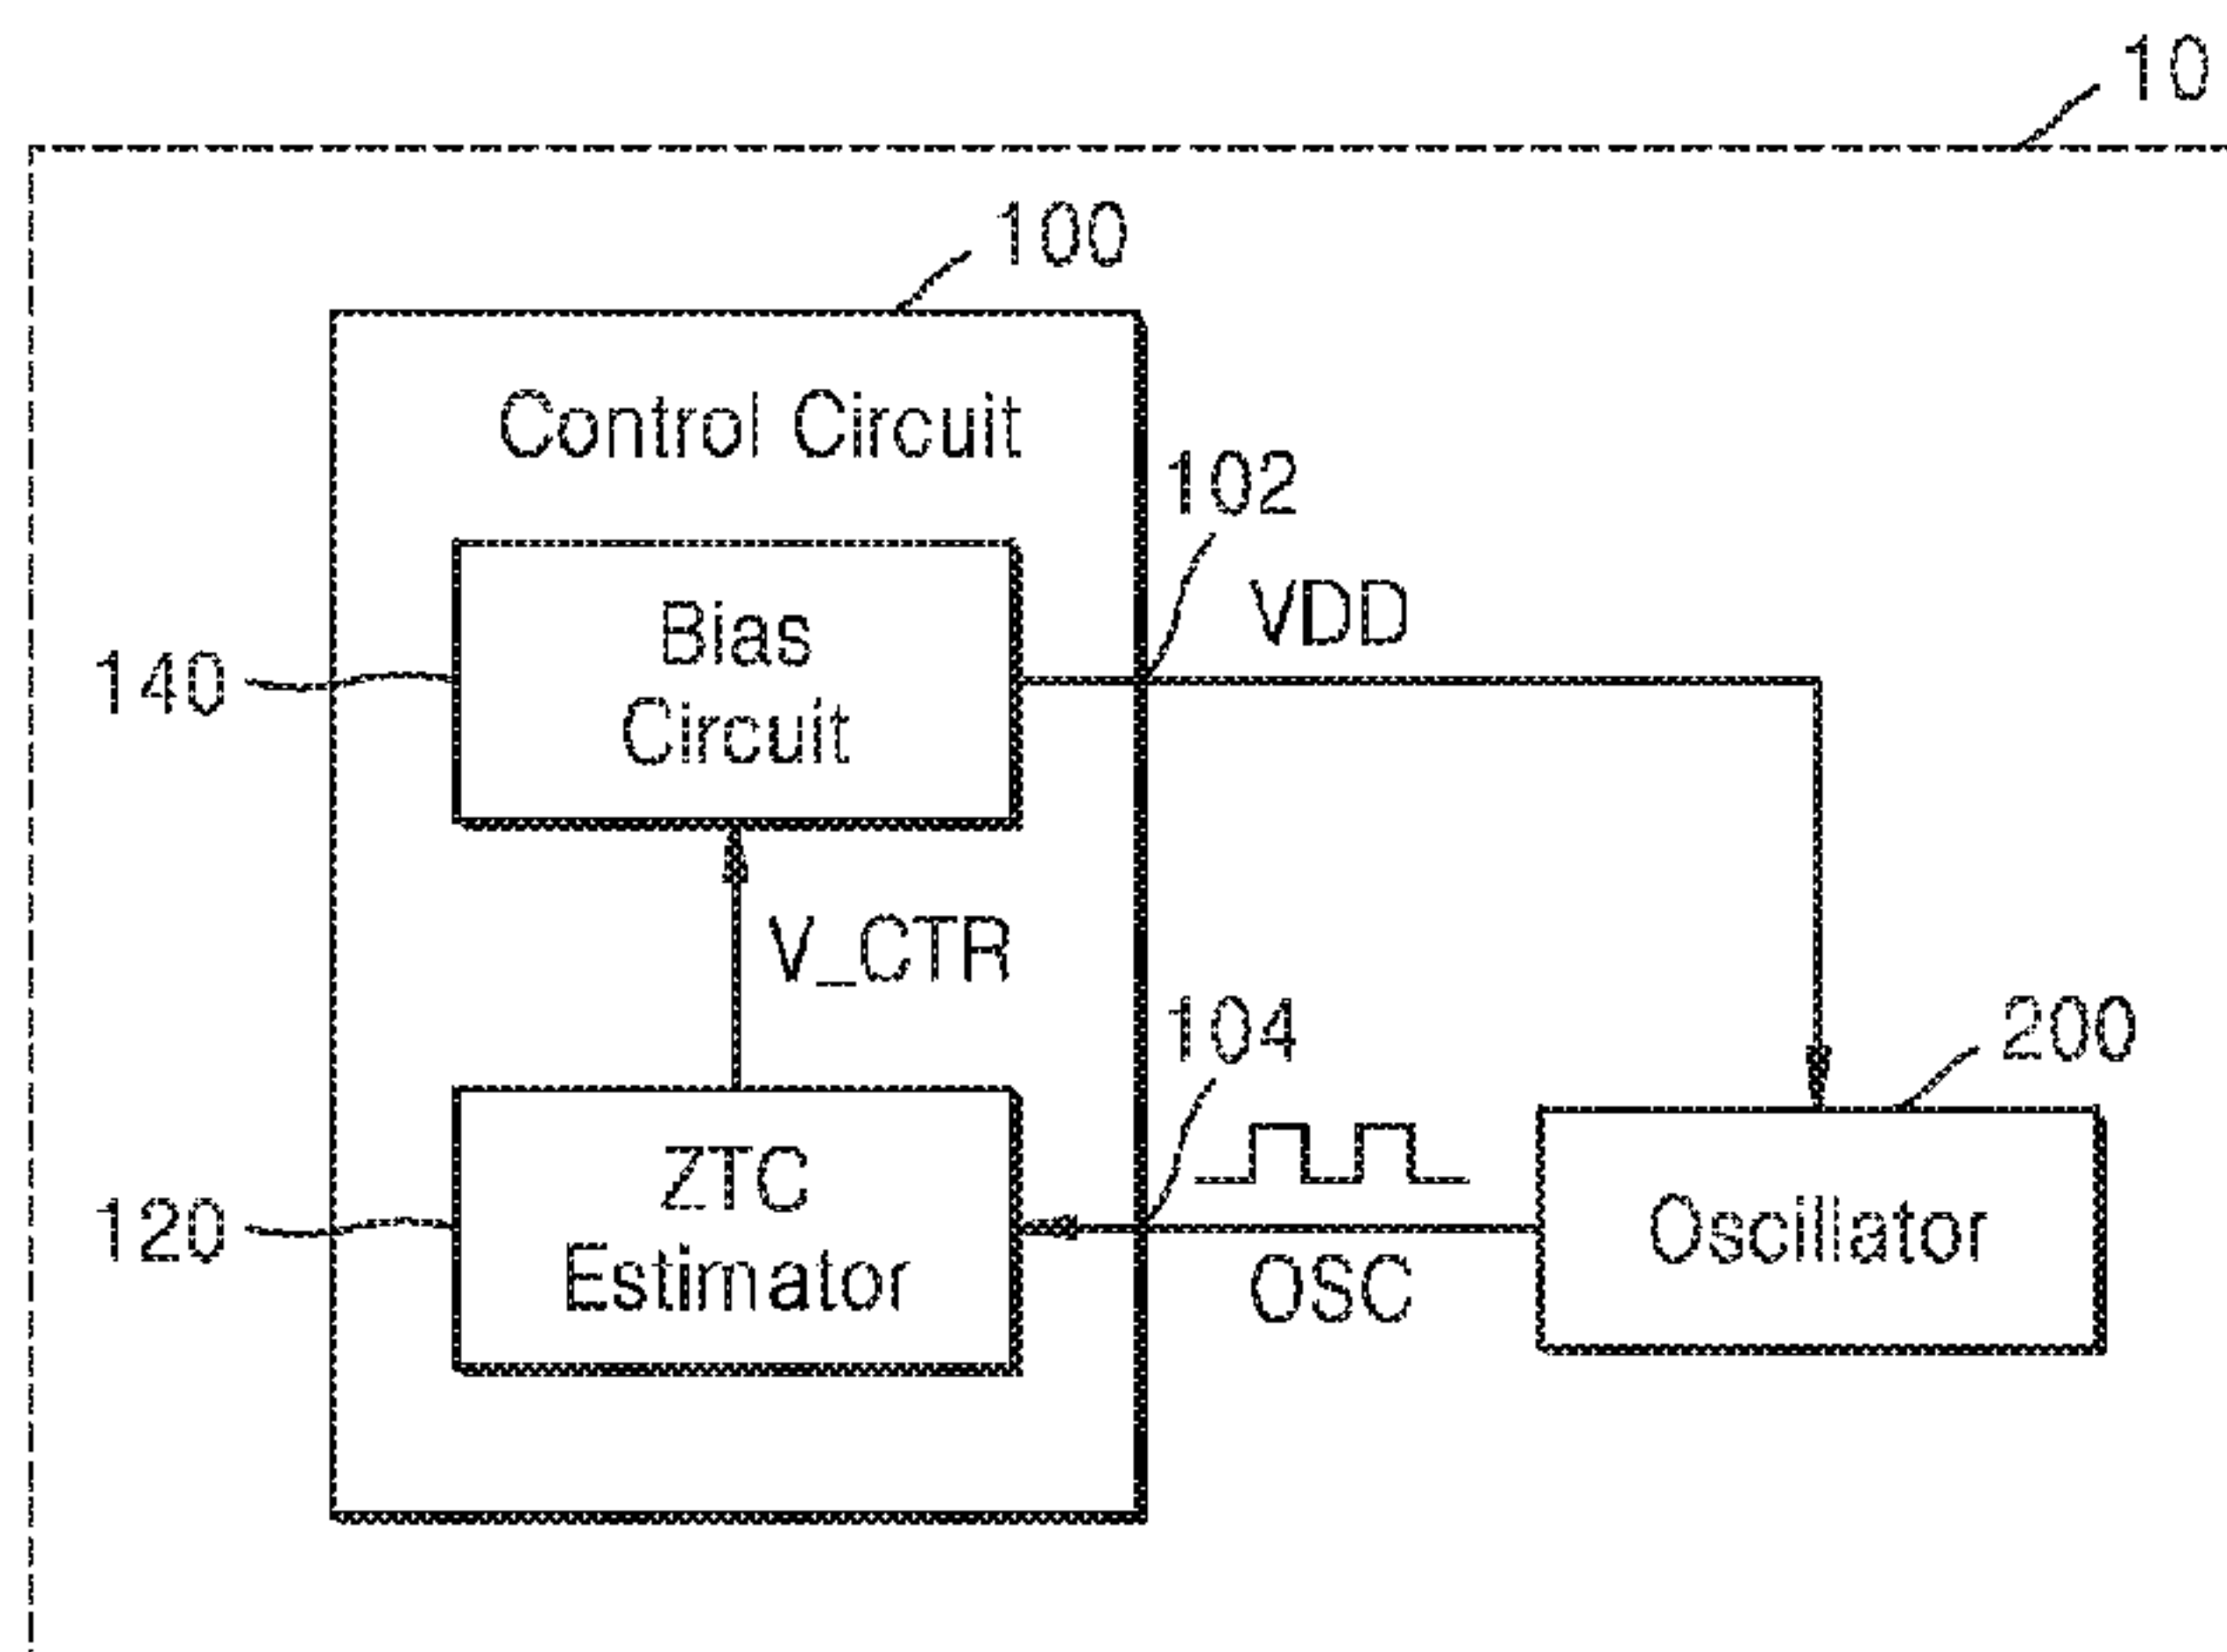 10
100
Control Circuit
102
Bias
Circuit
VDD
140
V_CTR
104
200
ZTC
Estimator
120
OSC
Oscillator